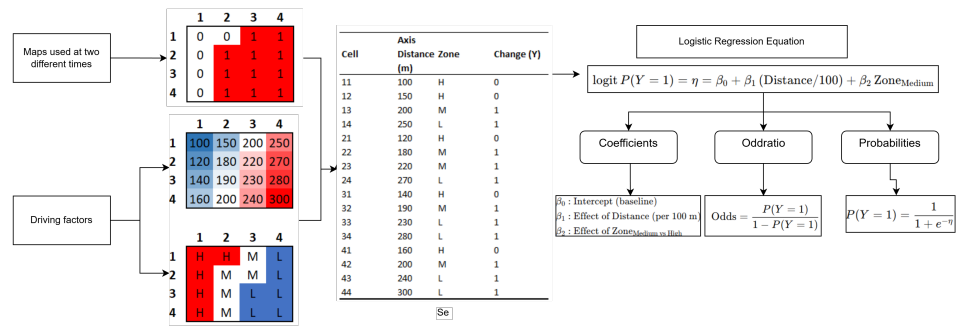 Maps used at two
different times
Driving factors
1 2 3 4
1 0 0 1 1
2 0 1 1 1
3 0 1 1 1
4 0 1 1 1
1 2 3 4
1 100 150 200 250
2 120 180 220 270
3 140 190 230 280
4 160 200 240 300
1 2 3 4
1 H H M L
2 H M M L
3 H M L L
4 H M L L
Axis
Cell Distance Zone Change (Y)
(m)
11 100 H 0
12 150 H 0
13 200 M 1
14 250 L 1
21 120 H 0
22 180 M 1
23 220 M 1
24 270 L 1
31 140 H 0
32 190 M 1
33 230 L 1
34 280 L 1
41 160 H 0
42 200 M 1
43 240 L 1
44 300 L 1
Se
Logistic Regression Equation
logit P(Y = 1) = η = β₀ + β₁ (Distance/100) + β₂ Zone_Medium
Coefficients
Oddratio
Probabilities
β₀ : Intercept (baseline)
β₁ : Effect of Distance (per 100 m)
β₂ : Effect of Zone_Medium vs High
Odds = P(Y = 1) / 1 − P(Y = 1)
P(Y = 1) = 1 / 1 + e^−η